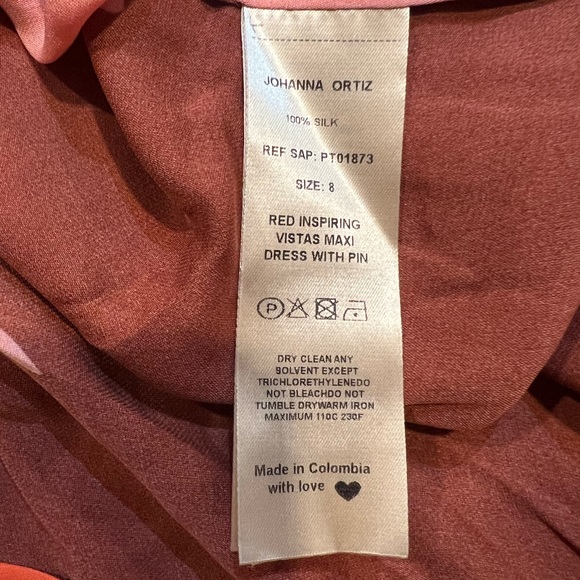 JOHANNA ORTIZ
100% SILK
REF SAP: PT01873
SIZE: 8
RED INSPIRING
VISTAS MAXI
DRESS WITH PIN
P
DRY CLEAN ANY
SOLVENT EXCEPT
TRICHLORETHYLENEDO
NOT BLEACHDO NOT
TUMBLE DRYWARM IRON
MAXIMUM 110C 230F
Made in Colombia
with love